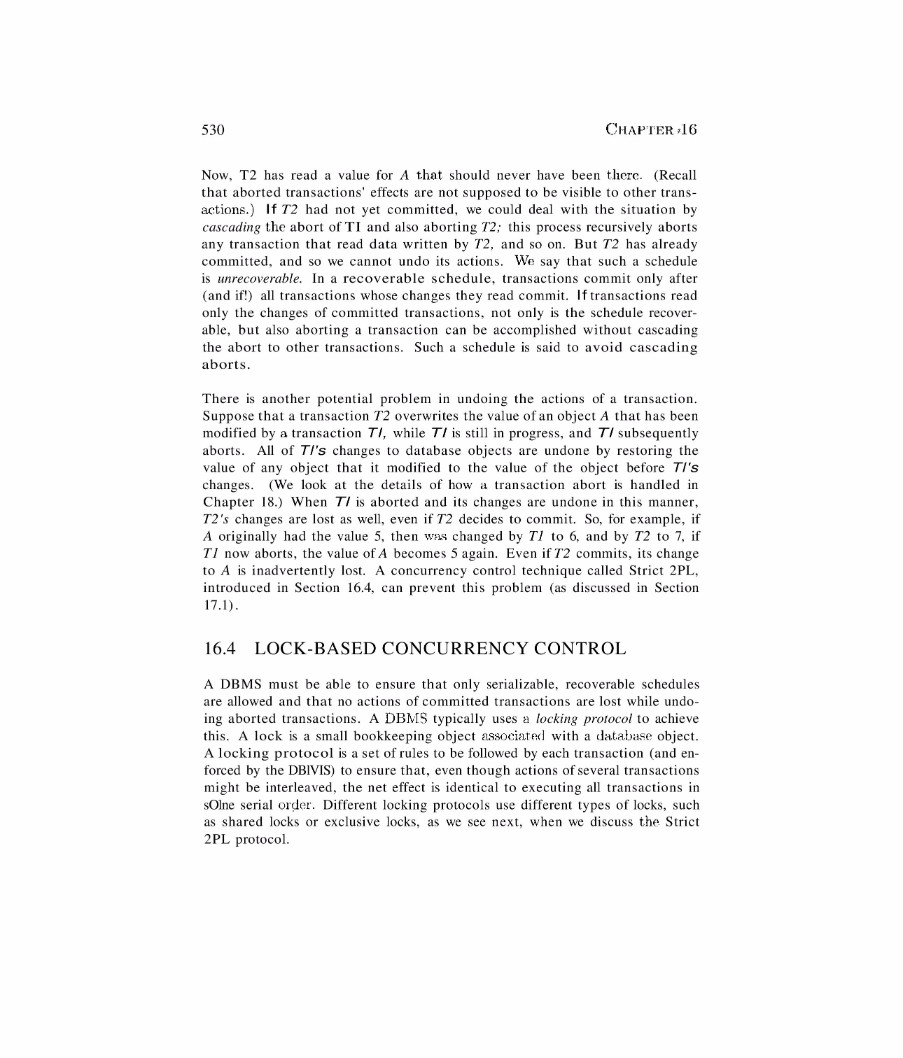 530 CHAPTER 16
Now, T2 has read a value for A that should never have been there. (Recall
that aborted transactions' effects are not supposed to be visible to other trans-
actions.) If T2 had not yet committed, we could deal with the situation by
cascading the abort of T1 and also aborting T2; this process recursively aborts
any transaction that read data written by T2, and so on. But T2 has already
committed, and so we cannot undo its actions. We say that such a schedule
is unrecoverable. In a recoverable schedule, transactions commit only after
(and if!) all transactions whose changes they read commit. If transactions read
only the changes of committed transactions, not only is the schedule recover-
able, but also aborting a transaction can be accomplished without cascading
the abort to other transactions. Such a schedule is said to avoid cascading
aborts.
There is another potential problem in undoing the actions of a transaction.
Suppose that a transaction T2 overwrites the value of an object A that has been
modified by a transaction T1, while T1 is still in progress, and T1 subsequently
aborts. All of T1's changes to database objects are undone by restoring the
value of any object that it modified to the value of the object before T1's
changes. (We look at the details of how a transaction abort is handled in
Chapter 18.) When T1 is aborted and its changes are undone in this manner,
T2's changes are lost as well, even if T2 decides to commit. So, for example, if
A originally had the value 5, then was changed by T1 to 6, and by T2 to 7, if
T1 now aborts, the value of A becomes 5 again. Even if T2 commits, its change
to A is inadvertently lost. A concurrency control technique called Strict 2PL,
introduced in Section 16.4, can prevent this problem (as discussed in Section
17.1).
16.4 LOCK-BASED CONCURRENCY CONTROL
A DBMS must be able to ensure that only serializable, recoverable schedules
are allowed and that no actions of committed transactions are lost while undo-
ing aborted transactions. A DBMS typically uses a locking protocol to achieve
this. A lock is a small bookkeeping object associated with a database object.
A locking protocol is a set of rules to be followed by each transaction (and en-
forced by the DBlVIS) to ensure that, even though actions of several transactions
might be interleaved, the net effect is identical to executing all transactions in
sOlne serial order. Different locking protocols use different types of locks, such
as shared locks or exclusive locks, as we see next, when we discuss the Strict
2PL protocol.